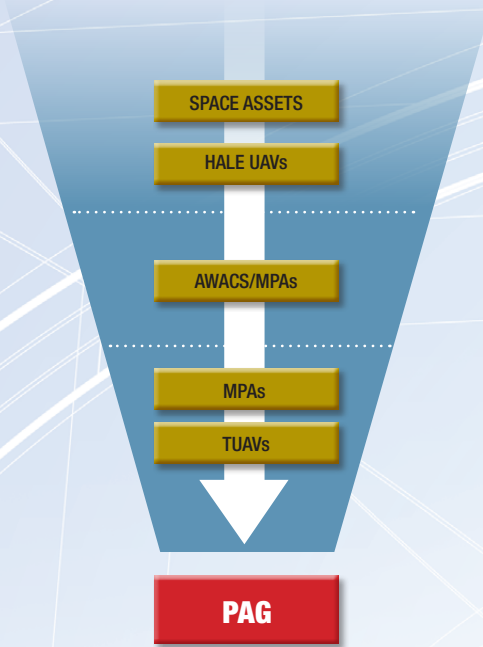 SPACE ASSETS
HALE UAVs
AWACS/MPAs
MPAs
TUAVs
PAG